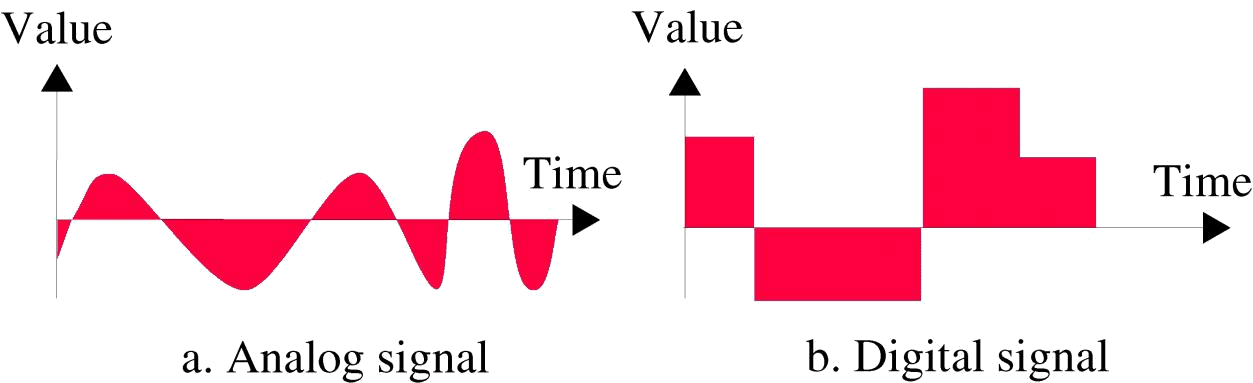 Value
Time
a. Analog signal
Value
Time
b. Digital signal